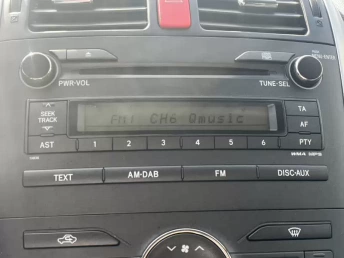 PWR•VOL
TUNE•SEL
SEEK TRACK
FM1 CH6 Qmusic
TA
AF
AST
1 2 3 4 5 6
PTY
WMA MP3
TEXT
AM•DAB
FM
DISC•AUX